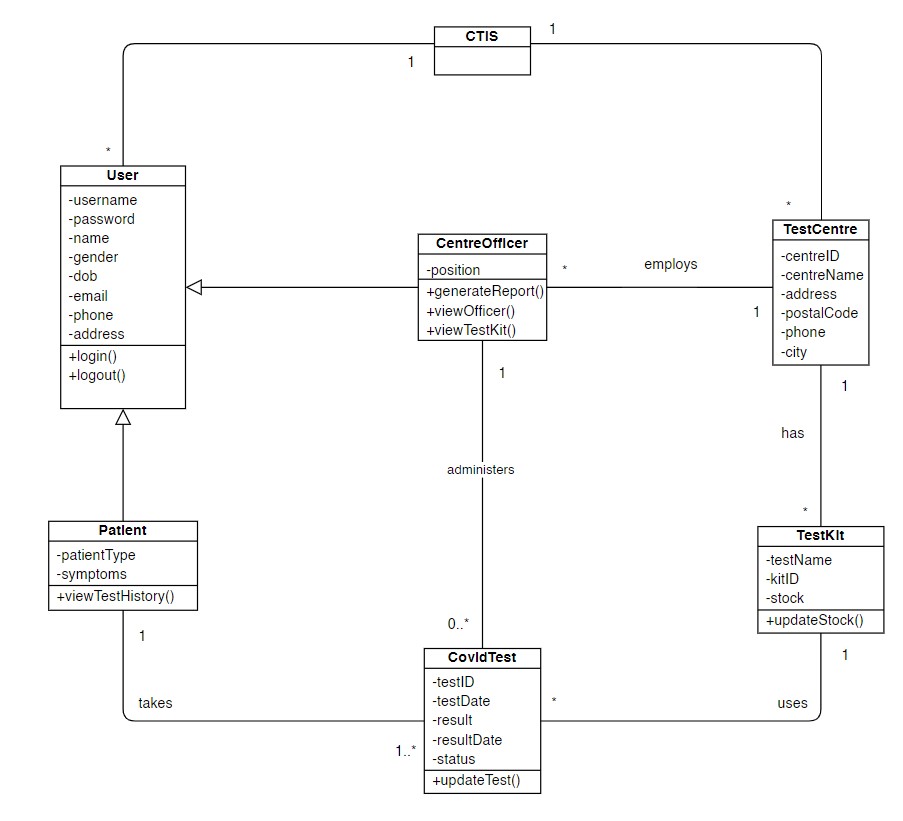 CTIS
1
1
*
User
-username
-password
-name
-gender
-dob
-email
-phone
-address
+login()
+logout()
CentreOfficer
-position
+generateReport()
+viewOfficer()
+viewTestKit()
*
employs
1
*
TestCentre
-centreID
-centreName
-address
-postalCode
-phone
-city
1
administers
0..*
1
has
*
Patient
-patientType
-symptoms
+viewTestHistory()
1
takes
1..*
CovidTest
-testID
-testDate
-result
-resultDate
-status
+updateTest()
*
uses
1
TestKit
-testName
-kitID
-stock
+updateStock()